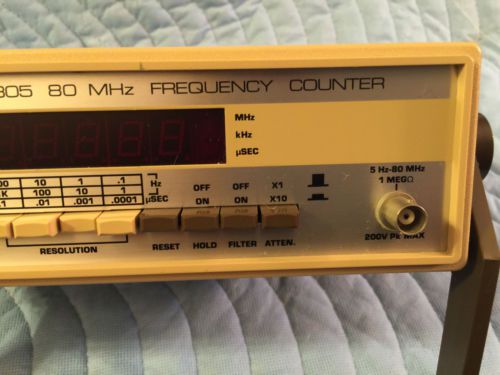 805 80 MHz FREQUENCY COUNTER
MHz
kHz
µSEC
5 Hz-80 MHz
1 MEGΩ
00 10 1 .1 Hz
K 100 10 1
X1 .01 .001 .0001 µSEC
OFF OFF X1
ON ON X10
RESOLUTION
RESET HOLD FILTER ATTEN.
200V Pk MAX